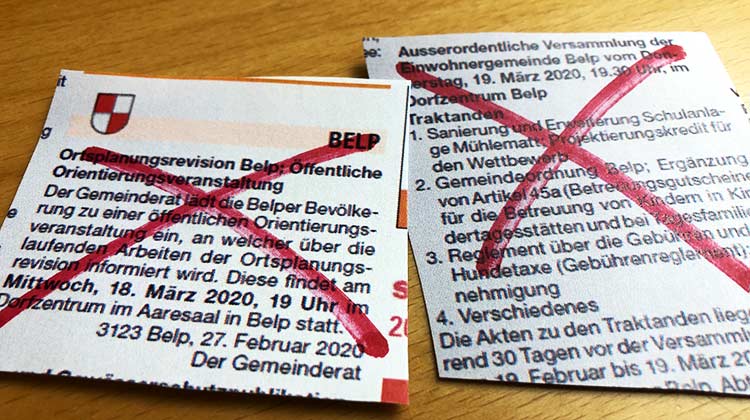 BELP
Ortsplanungsrevision Belp; Öffentliche
Orientierungsveranstaltung
Der Gemeinderat lädt die Belper Bevölke-
rung zu einer öffentlichen Orientierungs-
veranstaltung ein, an welcher über die
laufenden Arbeiten der Ortsplanungs-
revision informiert wird. Diese findet am
Mittwoch, 18. März 2020, 19 Uhr im
Dorfzentrum im Aaresaal in Belp statt.
3123 Belp, 27. Februar 2020
Der Gemeinderat
Ausserordentliche Versammlung der
Einwohnergemeinde Belp vom Don-
erstag, 19. März 2020, 19.30 Uhr, im
Dorfzentrum Belp
Traktanden
1. Sanierung und Erweiterung Schulanla-
ge Mühlematt; Projektierungskredit für
den Wettbewerb
2. Gemeindeordnung Belp; Ergänzung
von Artikel 45a (Betreuungsgutscheine
für die Betreuung von Kindern in Kin
dertagesstätten und bei Tagesfamilie
3. Reglement über die Gebühren und
Hundetaxe (Gebührenreglement)
nehmigung
4. Verschiedenes
Die Akten zu den Traktanden lieg
rend 30 Tagen vor der Versamml
19. Februar bis 19. März 20
Belp, Abt